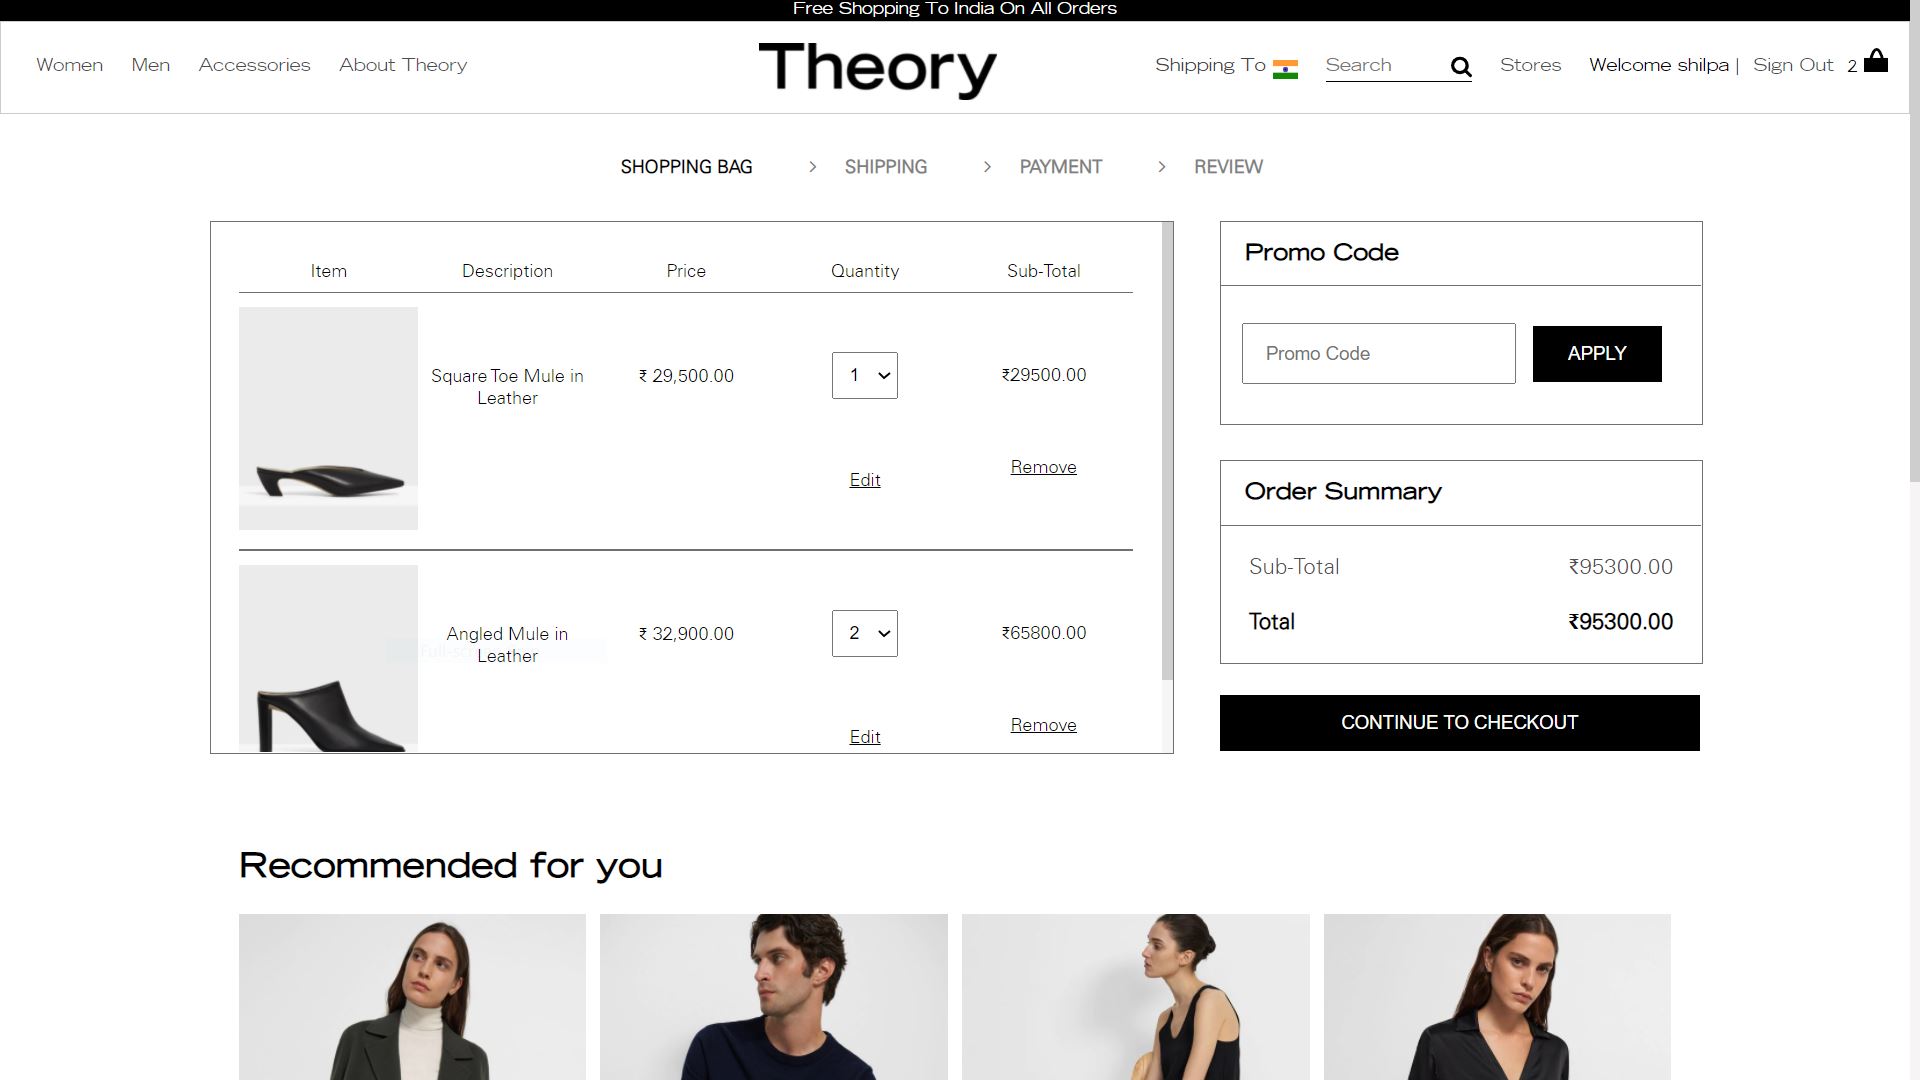 Free Shopping To India On All Orders
Women Men Accessories About Theory Theory Shipping To Search Stores Welcome shilpa | Sign Out 2
SHOPPING BAG > SHIPPING > PAYMENT > REVIEW
Item Description Price Quantity Sub-Total
Square Toe Mule in
Leather
₹ 29,500.00
1
₹29500.00
Edit
Remove
Angled Mule in
Leather
₹ 32,900.00
2
₹65800.00
Edit
Remove
Promo Code
Promo Code
APPLY
Order Summary
Sub-Total ₹95300.00
Total ₹95300.00
CONTINUE TO CHECKOUT
Recommended for you